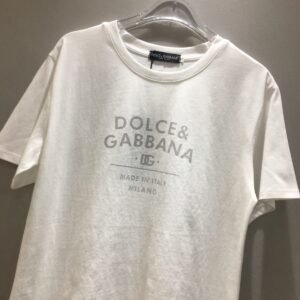 DOLCE&
GABBANA
DG
MADE IN ITALY
MILANO